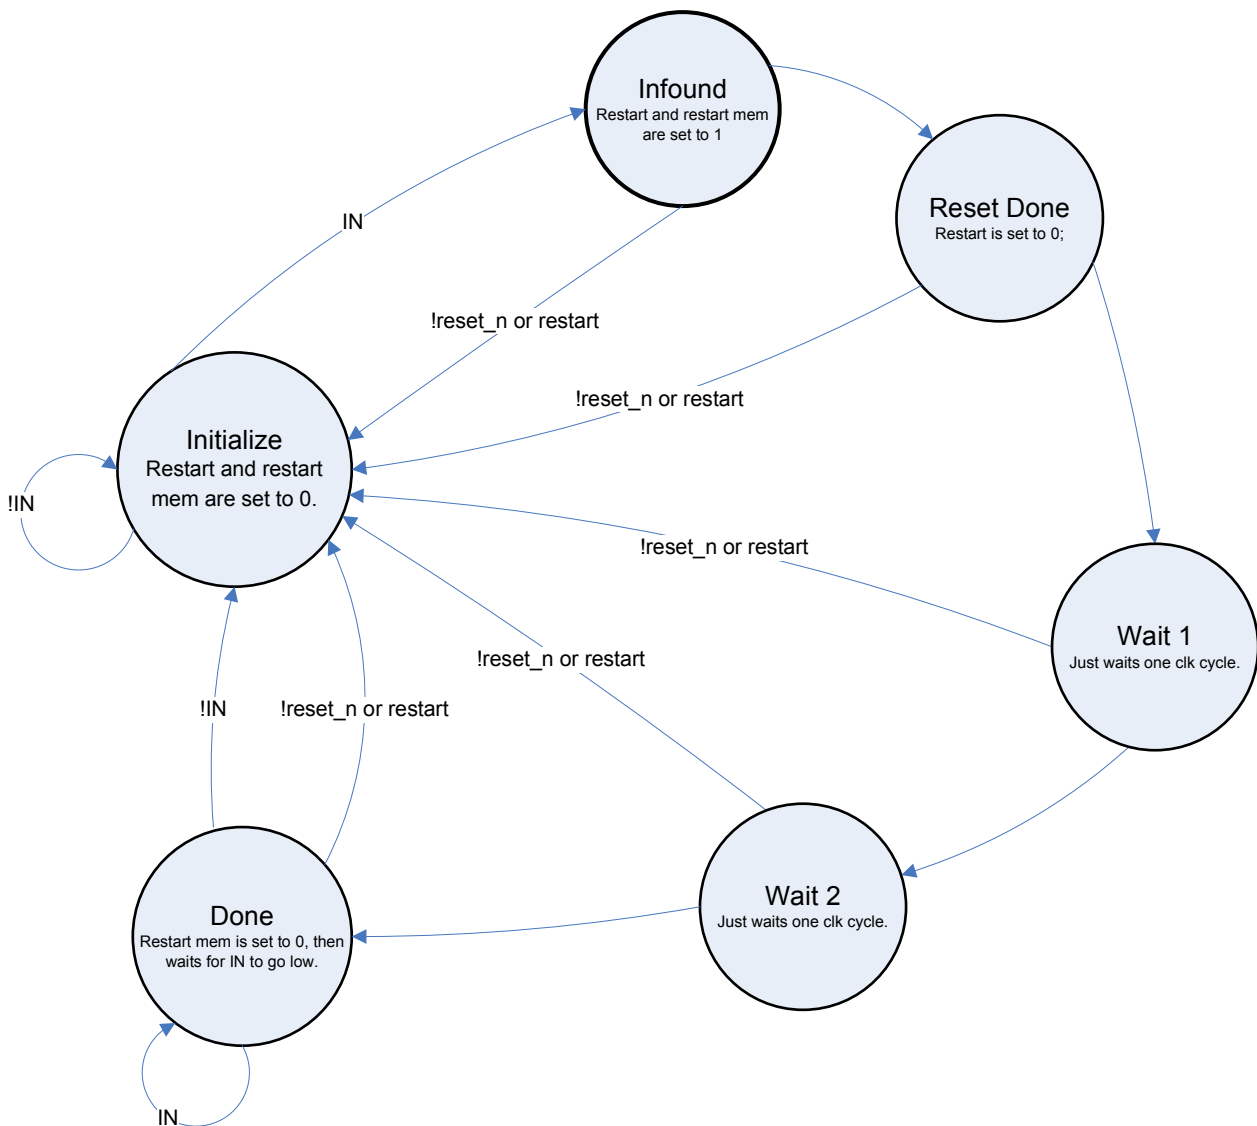 Infound
Restart and restart mem
are set to 1
Reset Done
Restart is set to 0;
IN
!reset_n or restart
!reset_n or restart
Initialize
Restart and restart
mem are set to 0.
!IN
!reset_n or restart
Wait 1
Just waits one clk cycle.
!reset_n or restart
!IN
!reset_n or restart
Wait 2
Just waits one clk cycle.
Done
Restart mem is set to 0, then
waits for IN to go low.
IN